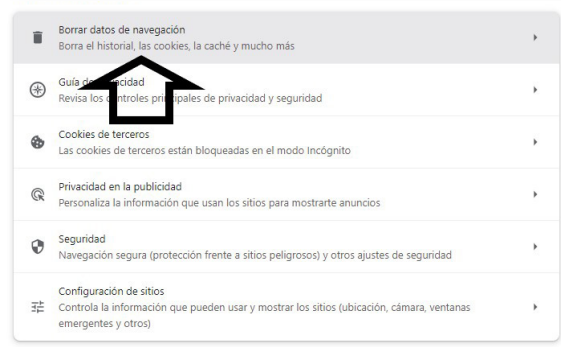 Borrar datos de navegación
Borra el historial, las cookies, la caché y mucho más
Guía de privacidad
Revisa los controles principales de privacidad y seguridad
Cookies de terceros
Las cookies de terceros están bloqueadas en el modo Incógnito
Privacidad en la publicidad
Personaliza la información que usan los sitios para mostrarte anuncios
Seguridad
Navegación segura (protección frente a sitios peligrosos) y otros ajustes de seguridad
Configuración de sitios
Controla la información que pueden usar y mostrar los sitios (ubicación, cámara, ventanas
emergentes y otros)